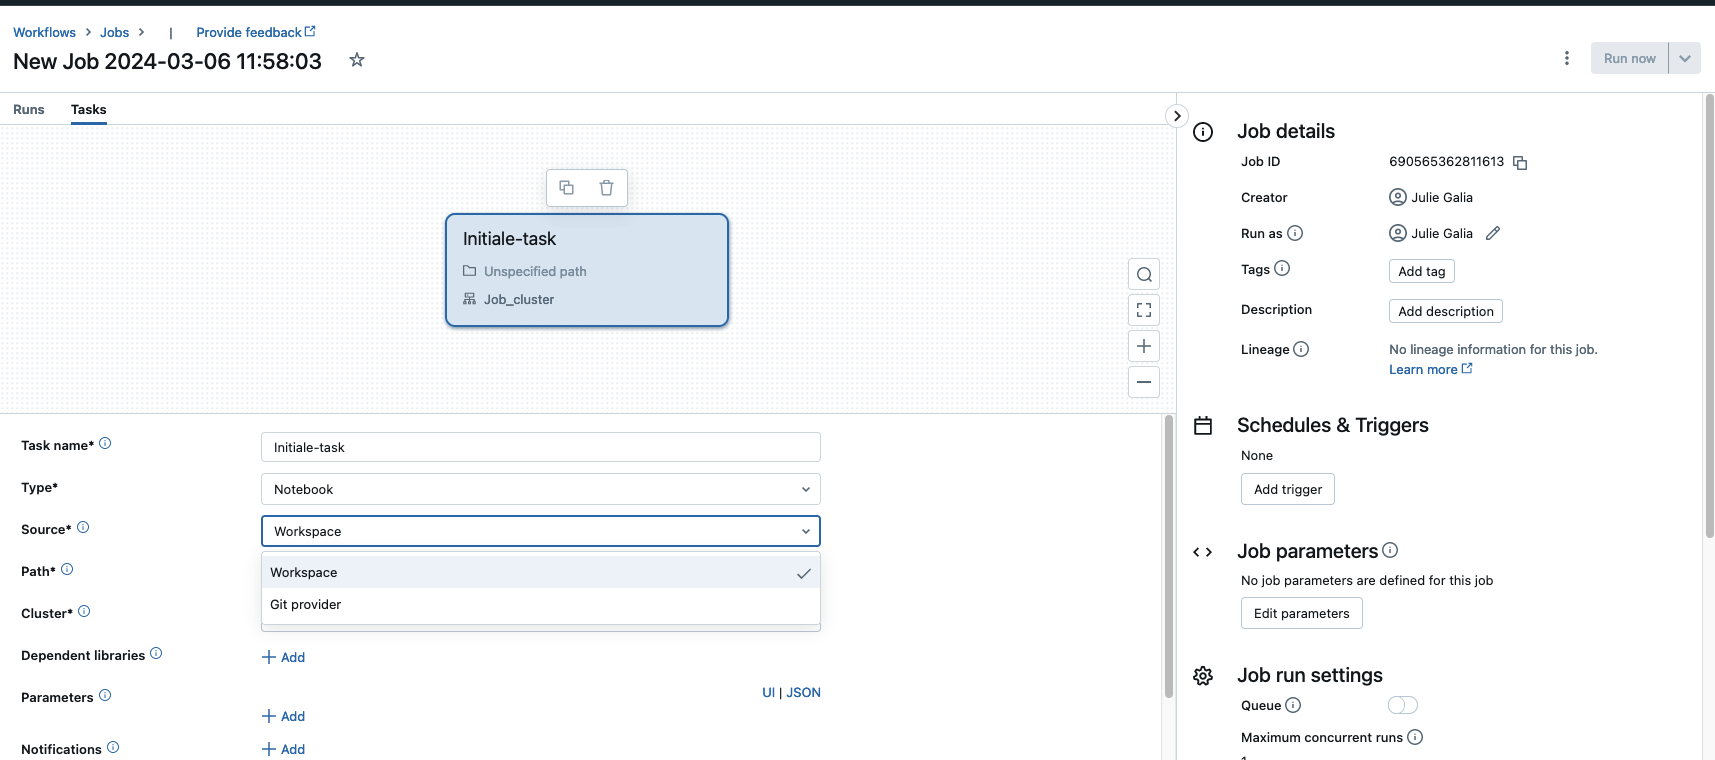 Workflows > Jobs > | Provide feedback
New Job 2024-03-06 11:58:03
Run now
Runs Tasks
Initiale-task
Unspecified path
Job_cluster
Task name* Initiale-task
Type* Notebook
Source* Workspace
Workspace
Git provider
Path*
Cluster*
Dependent libraries + Add
Parameters UI | JSON
+ Add
Notifications + Add
Job details
Job ID 690565362811613
Creator Julie Galia
Run as Julie Galia
Tags Add tag
Description Add description
Lineage No lineage information for this job.
Learn more
Schedules & Triggers
None
Add trigger
Job parameters
No job parameters are defined for this job
Edit parameters
Job run settings
Queue
Maximum concurrent runs